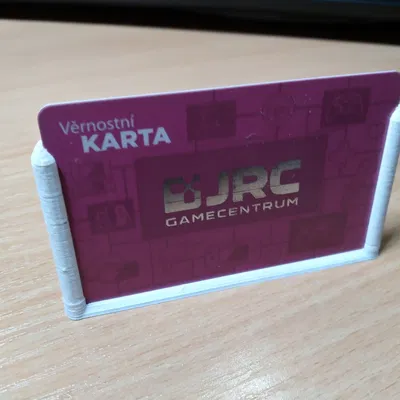 Věrnostní
KARTA
JRC
GAMECENTRUM